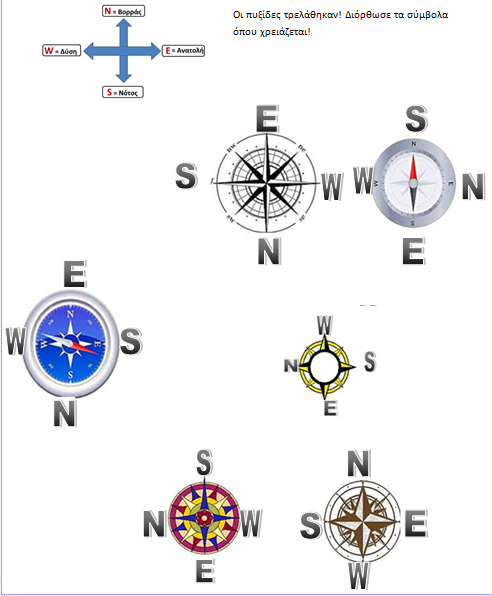 N = Βορράς
Οι πυξίδες τρελάθηκαν! Διόρθωσε τα σύμβολα
όπου χρειάζεται!
W = Δύση
E = Ανατολή
S = Νότος
E
S
W
N
S
W
N
E
E
W
S
N
W
N
S
E
S
N
W
E
N
S
E
W